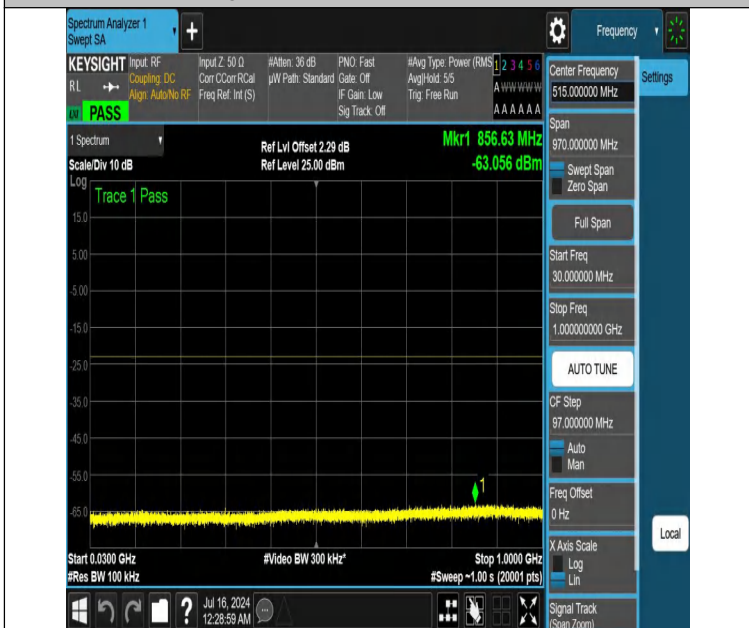 Spectrum Analyzer 1
Swept SA
+
Frequency
KEYSIGHT
RL
LXI
PASS
Input: RF
Coupling: DC
Align: Auto/No RF
Input Z: 50 Ω
Corr CCorr RCal
Freq Ref: Int (S)
#Atten: 36 dB
µW Path: Standard
PNO: Fast
Gate: Off
IF Gain: Low
Sig Track: Off
#Avg Type: Power (RMS
Avg|Hold: 5/5
Trig: Free Run
1 2 3 4 5 6
A W W W W W
A A A A A A
1 Spectrum
Scale/Div 10 dB
Log
Ref Lvl Offset 2.29 dB
Ref Level 25.00 dBm
Mkr1 856.63 MHz
-63.056 dBm
Trace 1 Pass
15.0
5.00
-5.00
-15.0
-25.0
-35.0
-45.0
-55.0
-65.0
1
Start 0.0300 GHz
#Res BW 100 kHz
#Video BW 300 kHz*
Stop 1.0000 GHz
#Sweep ~1.00 s (20001 pts)
Jul 16, 2024
12:28:59 AM
?
Center Frequency
515.000000 MHz
Settings
Span
970.000000 MHz
Swept Span
Zero Span
Full Span
Start Freq
30.000000 MHz
Stop Freq
1.000000000 GHz
AUTO TUNE
CF Step
97.000000 MHz
Auto
Man
Freq Offset
0 Hz
Local
X Axis Scale
Log
Lin
Signal Track
(Span Zoom)